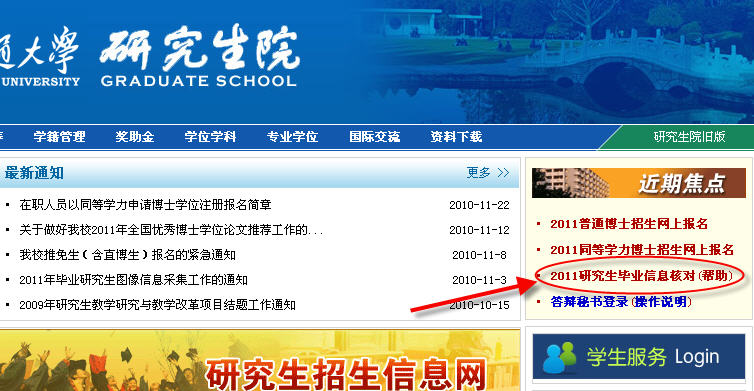 通大学 研究生院
UNIVERSITY GRADUATE SCHOOL
学籍管理 奖助金 学位学科 专业学位 国际交流 资料下载 研究生院旧版
最新通知 更多 >>
在职人员以同等学力申请博士学位注册报名简章 2010-11-22
关于做好我校2011年全国优秀博士学位论文推荐工作的... 2010-11-12
我校推免生（含直博生）报名的紧急通知 2010-11-8
2011年毕业研究生图像信息采集工作的通知 2010-11-3
2009年研究生教学研究与教学改革项目结题工作通知 2010-10-15
近期焦点
2011普通博士招生网上报名
2011同等学力博士招生网上报名
2011研究生毕业信息核对(帮助)
答辩秘书登录(操作说明)
研究生招生信息网
学生服务 Login